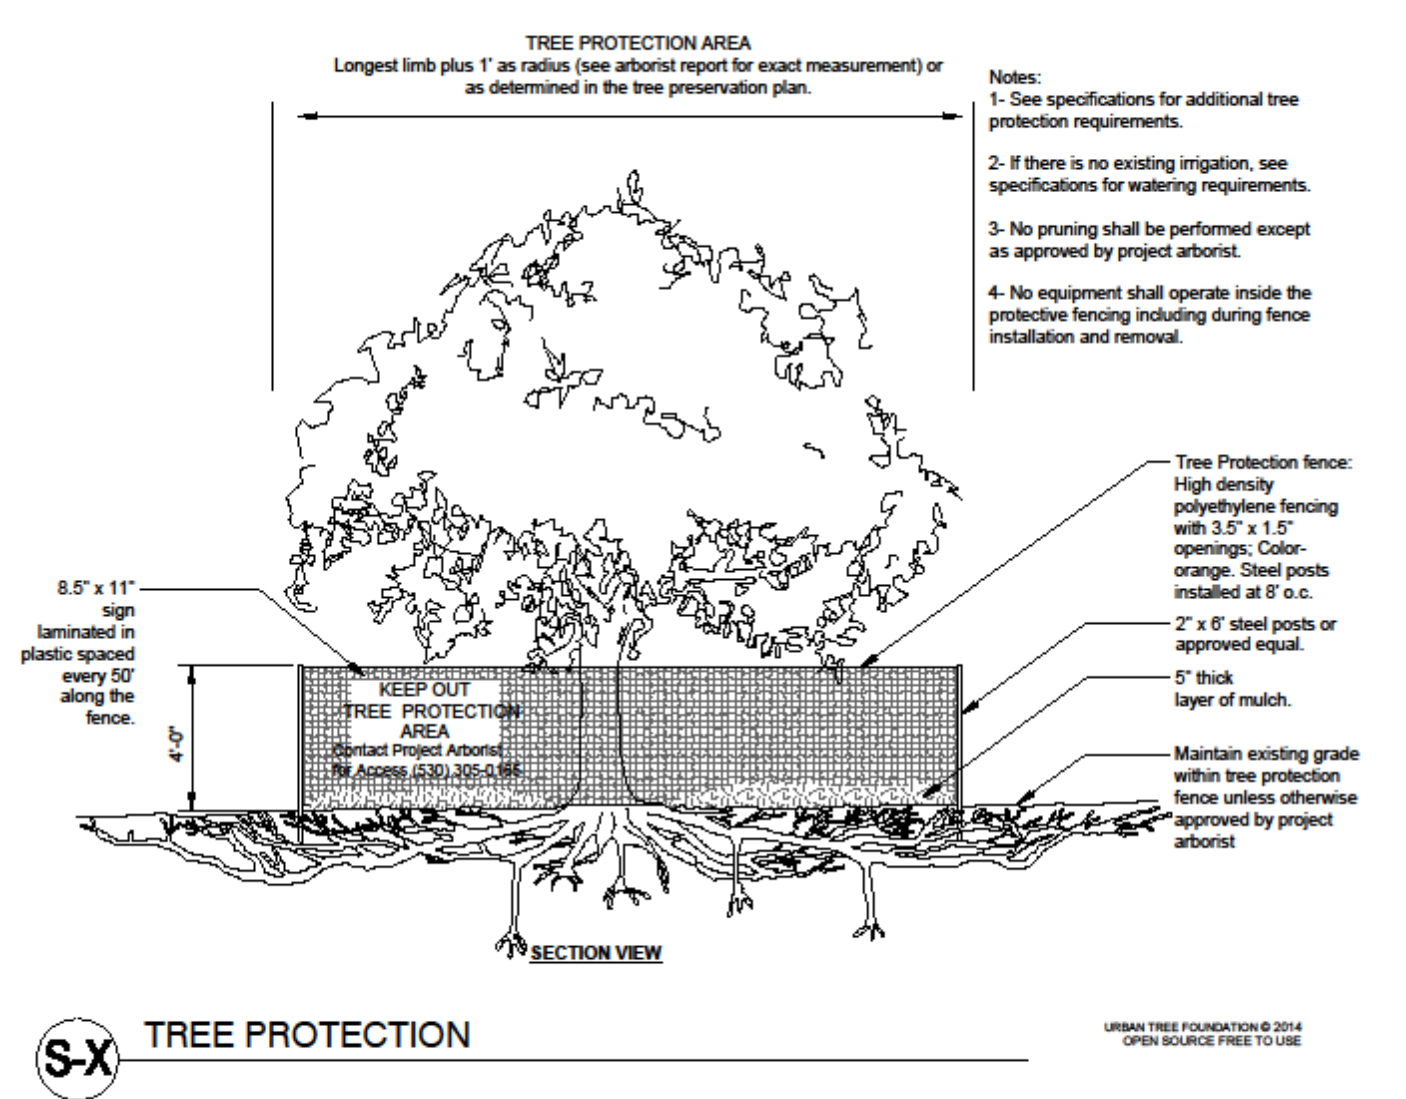 TREE PROTECTION AREA
Longest limb plus 1' as radius (see arborist report for exact measurement) or
as determined in the tree preservation plan.
Notes:
1- See specifications for additional tree
protection requirements.
2- If there is no existing irrigation, see
specifications for watering requirements.
3- No pruning shall be performed except
as approved by project arborist.
4- No equipment shall operate inside the
protective fencing including during fence
installation and removal.
Tree Protection fence:
High density
polyethylene fencing
with 3.5" x 1.5"
openings; Color-
orange. Steel posts
installed at 8' o.c.
2" x 6' steel posts or
approved equal.
5" thick
layer of mulch.
Maintain existing grade
within tree protection
fence unless otherwise
approved by project
arborist
8.5" x 11"
sign
laminated in
plastic spaced
every 50'
along the
fence.
4'-0"
KEEP OUT
TREE PROTECTION
AREA
Contact Project Arborist
for Access (530) 305-0165
SECTION VIEW
S-X
TREE PROTECTION
URBAN TREE FOUNDATION © 2014
OPEN SOURCE FREE TO USE